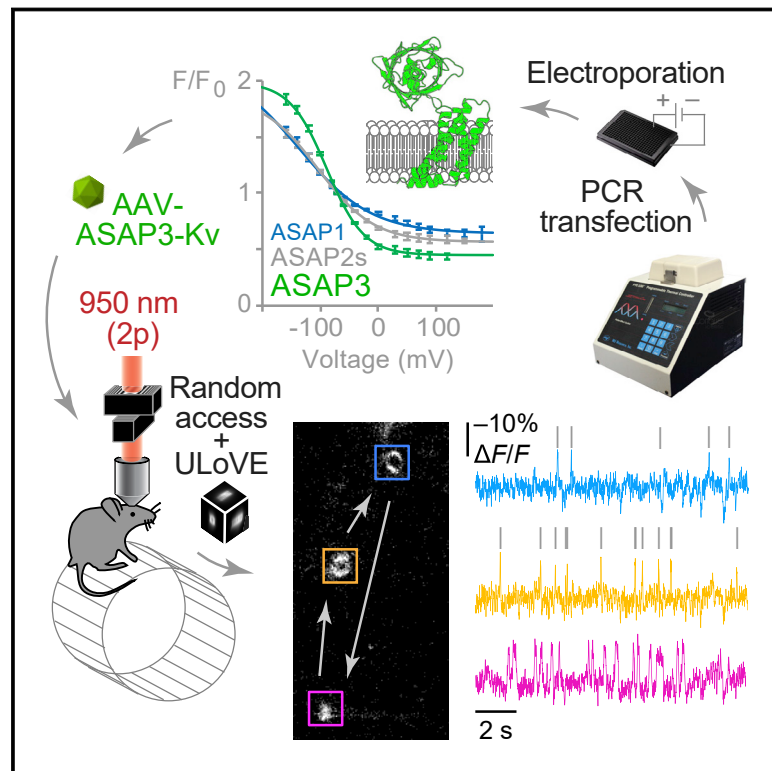 F/F0
2
1
0
-100
0
100
Voltage (mV)
ASAP1
ASAP2s
ASAP3
Electroporation
+ –
PCR
transfection
AAV-
ASAP3-Kv
950 nm
(2p)
Random
access
+
ULoVE
–10%
ΔF/F
2 s